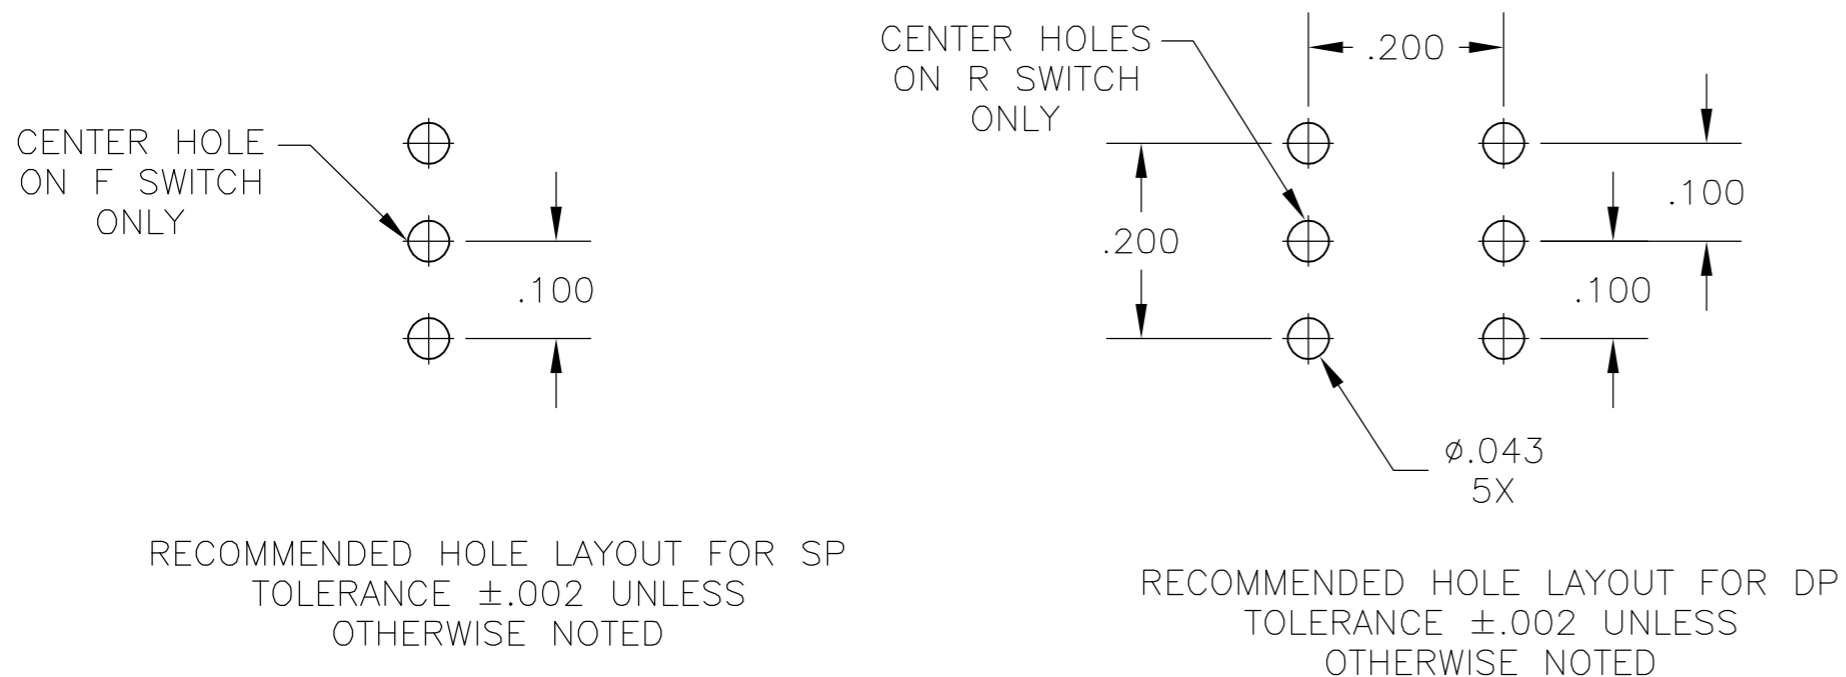 CENTER HOLE
ON F SWITCH
ONLY
.100
RECOMMENDED HOLE LAYOUT FOR SP
TOLERANCE ±.002 UNLESS
OTHERWISE NOTED
CENTER HOLES
ON R SWITCH
ONLY
.200
.200
.100
.100
ø.043
5X
RECOMMENDED HOLE LAYOUT FOR DP
TOLERANCE ±.002 UNLESS
OTHERWISE NOTED